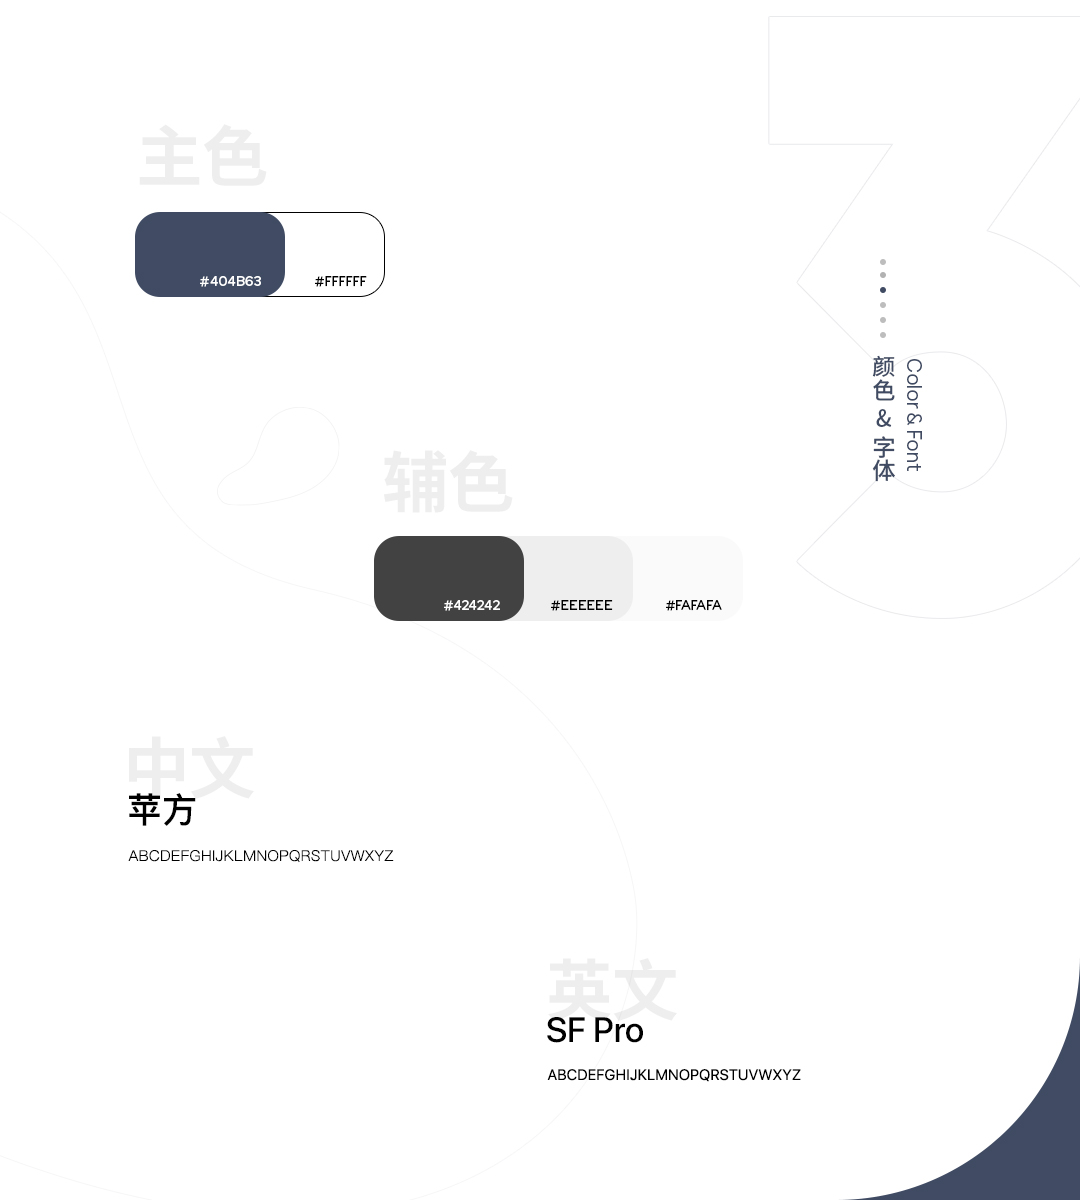 3
主色
#404B63
#FFFFFF
颜色 & 字体
Color & Font
辅色
#424242
#EEEEEE
#FAFAFA
中文
苹方
ABCDEFGHIJKLMNOPQRSTUVWXYZ
英文
SF Pro
ABCDEFGHIJKLMNOPQRSTUVWXYZ